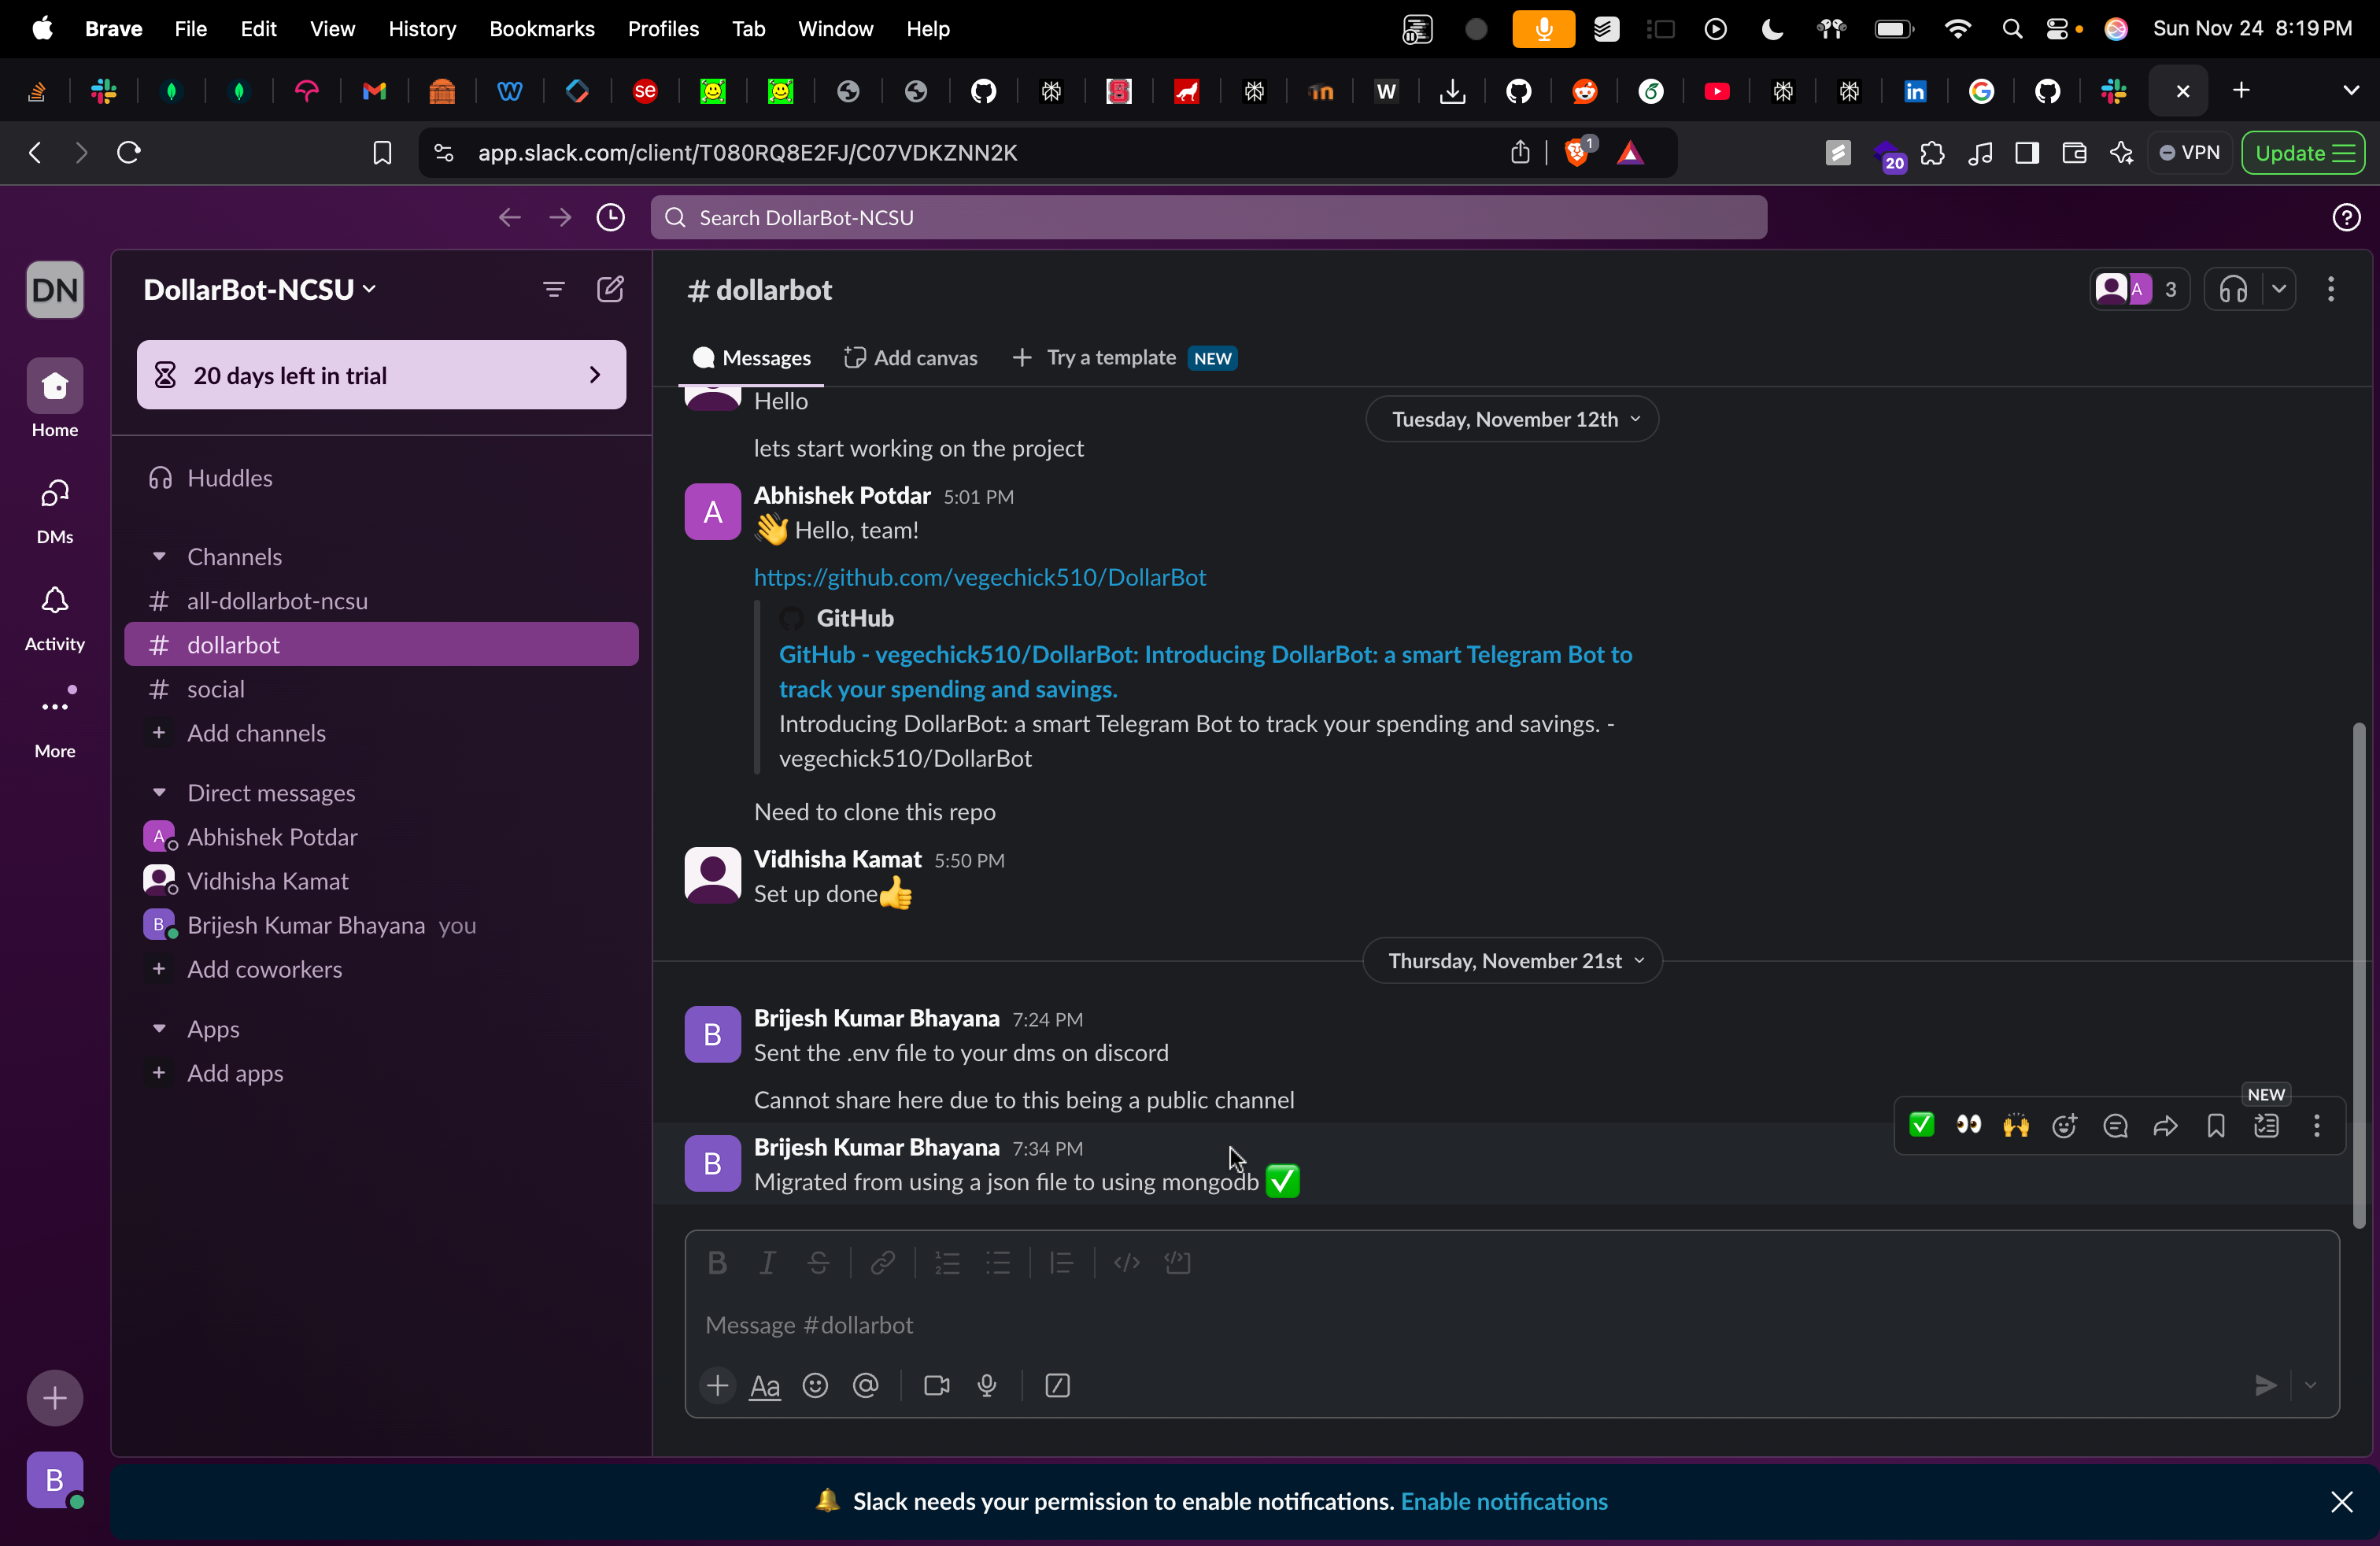 Brave File Edit View History Bookmarks Profiles Tab Window Help Sun Nov 24 8:19 PM
app.slack.com/client/T080RQ8E2FJ/C07VDKZNN2K 1 20 VPN Update
Search DollarBot-NCSU
DN
Home
DMs
Activity
More
B
DollarBot-NCSU
20 days left in trial
Huddles
Channels
# all-dollarbot-ncsu
# dollarbot
# social
+ Add channels
Direct messages
A Abhishek Potdar
Vidhisha Kamat
B Brijesh Kumar Bhayana you
+ Add coworkers
Apps
+ Add apps
# dollarbot
A 3
Messages Add canvas + Try a template NEW
Tuesday, November 12th
Hello
lets start working on the project
A Abhishek Potdar 5:01 PM
👋 Hello, team!
https://github.com/vegechick510/DollarBot
GitHub
GitHub - vegechick510/DollarBot: Introducing DollarBot: a smart Telegram Bot to
track your spending and savings.
Introducing DollarBot: a smart Telegram Bot to track your spending and savings. -
vegechick510/DollarBot
Need to clone this repo
Vidhisha Kamat 5:50 PM
Set up done👍
Thursday, November 21st
B Brijesh Kumar Bhayana 7:24 PM
Sent the .env file to your dms on discord
Cannot share here due to this being a public channel
NEW
B Brijesh Kumar Bhayana 7:34 PM
Migrated from using a json file to using mongodb ✅
Message #dollarbot
Aa
Slack needs your permission to enable notifications. Enable notifications